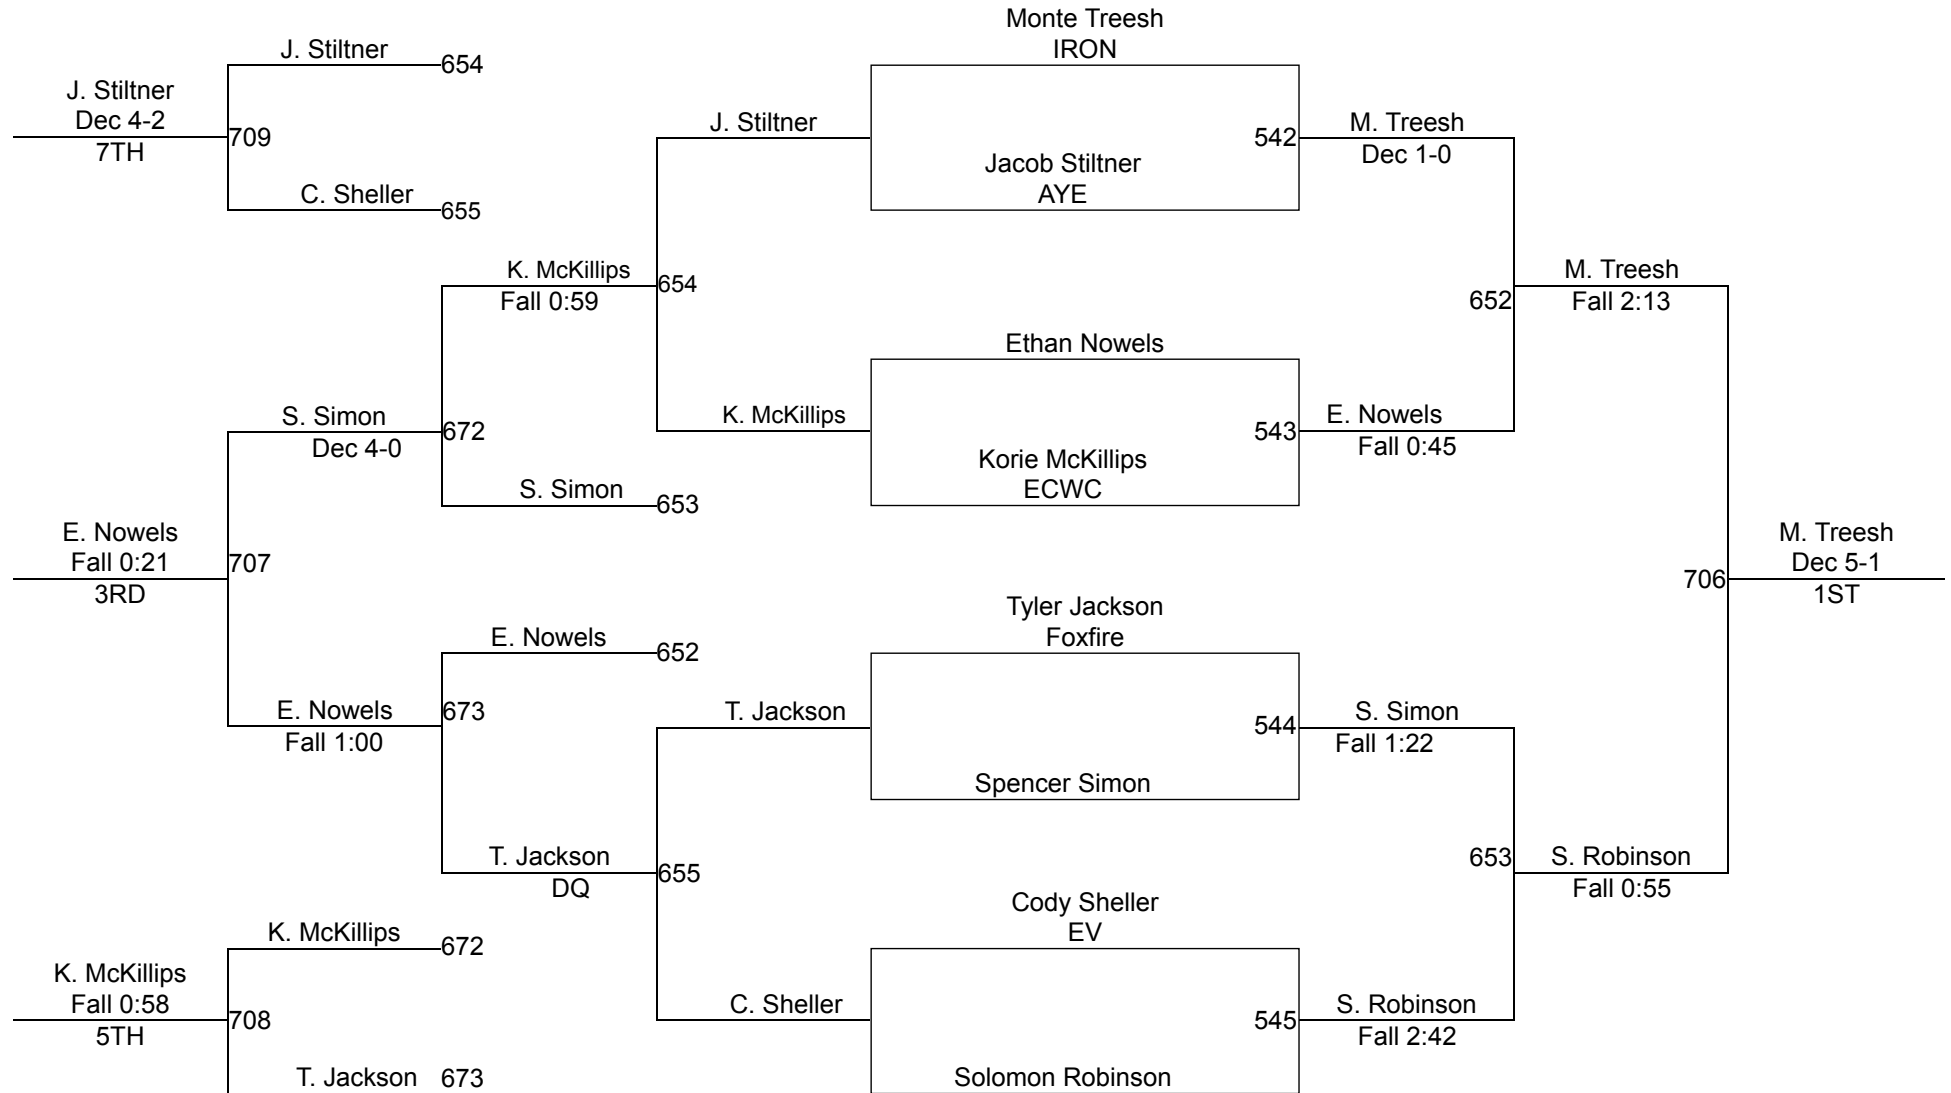 Monte Treesh
IRON
J. Stiltner
654
J. Stiltner
Dec 4-2
7TH
709
J. Stiltner
542
M. Treesh
Dec 1-0
Jacob Stiltner
AYE
C. Sheller
655
K. McKillips
Fall 0:59
654
652
M. Treesh
Fall 2:13
Ethan Nowels
S. Simon
Dec 4-0
672
K. McKillips
543
E. Nowels
Fall 0:45
Korie McKillips
ECWC
S. Simon
653
E. Nowels
Fall 0:21
3RD
707
706
M. Treesh
Dec 5-1
1ST
Tyler Jackson
Foxfire
E. Nowels
652
E. Nowels
Fall 1:00
673
T. Jackson
544
S. Simon
Fall 1:22
Spencer Simon
T. Jackson
DQ
655
653
S. Robinson
Fall 0:55
Cody Sheller
EV
K. McKillips
672
K. McKillips
Fall 0:58
5TH
708
C. Sheller
545
S. Robinson
Fall 2:42
T. Jackson
673
Solomon Robinson